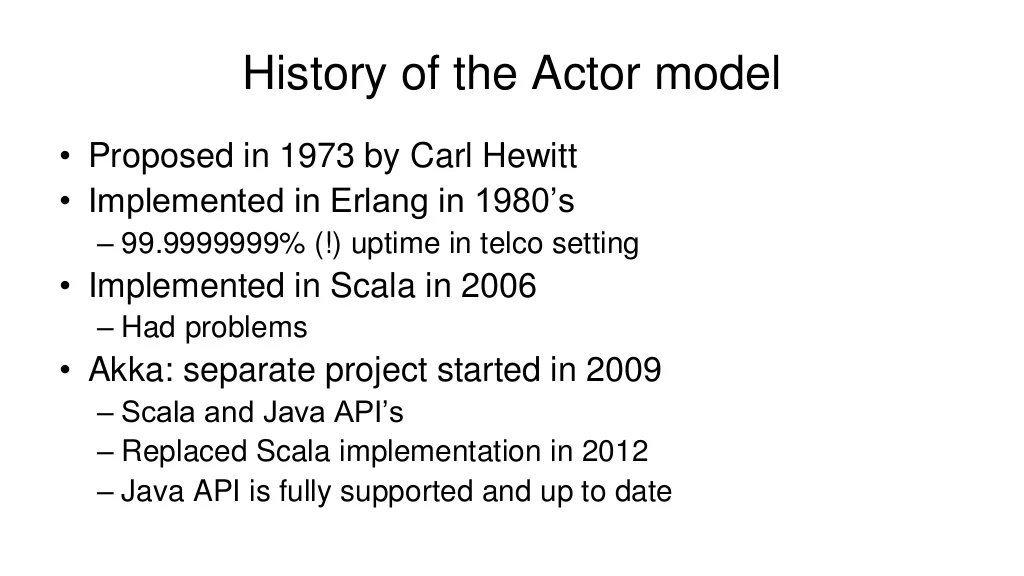 History of the Actor model
• Proposed in 1973 by Carl Hewitt
• Implemented in Erlang in 1980’s
– 99.9999999% (!) uptime in telco setting
• Implemented in Scala in 2006
– Had problems
• Akka: separate project started in 2009
– Scala and Java API’s
– Replaced Scala implementation in 2012
– Java API is fully supported and up to date